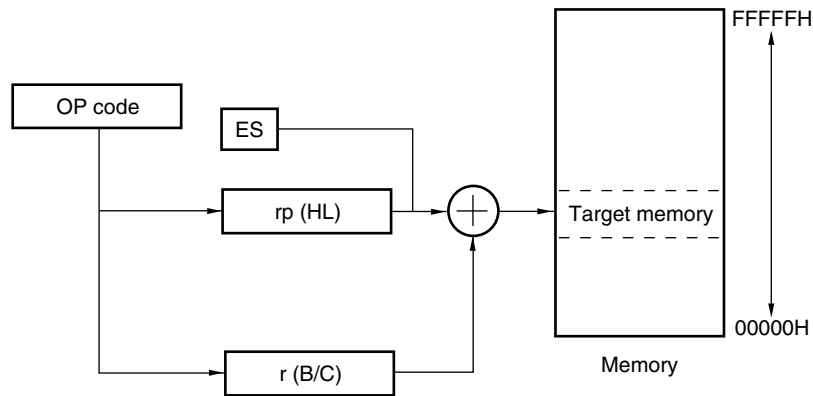 FFFFFH
OP code
ES
rp (HL)
Target memory
r (B/C)
00000H
Memory